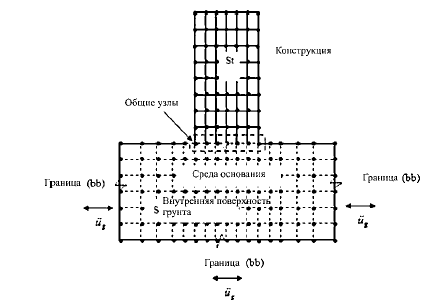 St
Конструкция
Общие узлы
Среда основания
Граница (bb)
Граница (bb)
S Внутренняя поверхность
грунта
ü_g
ü_g
Граница (bb)
ü_g